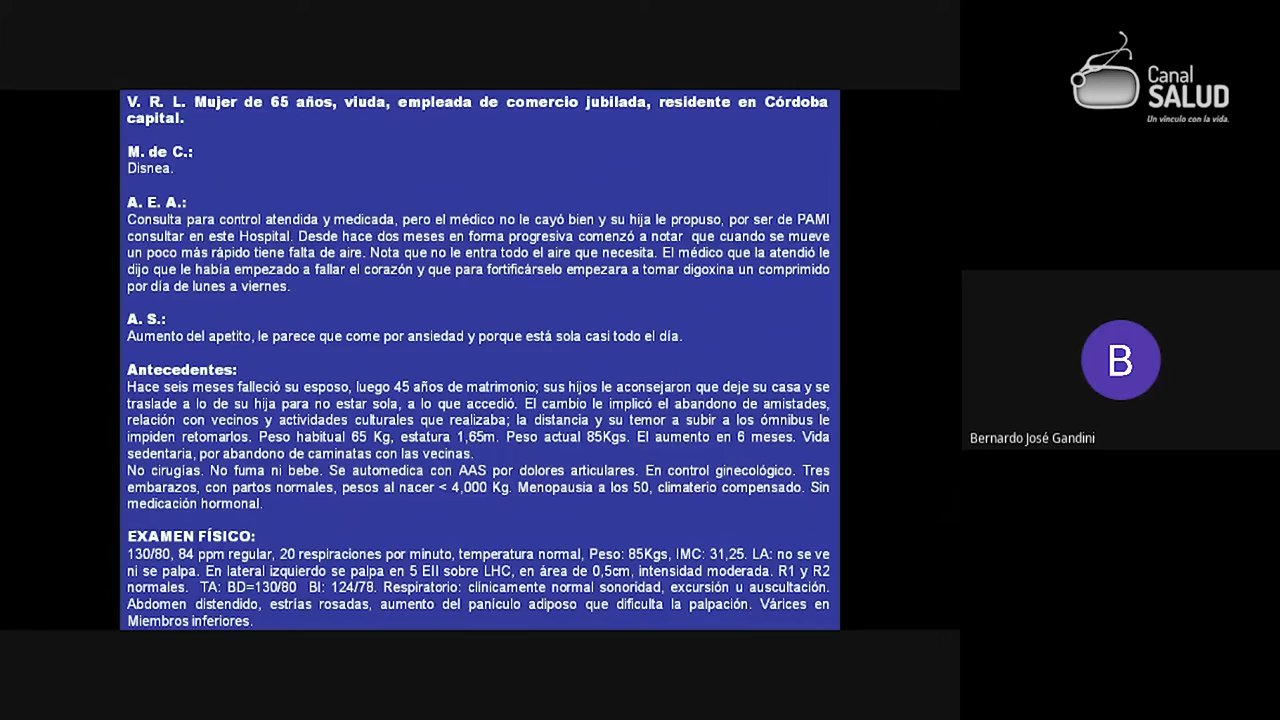 V. R. L. Mujer de 65 años, viuda, empleada de comercio jubilada, residente en Córdoba
capital.
M. de C.:
Disnea.
A. E. A.:
Consulta para control atendida y medicada, pero el médico no le cayó bien y su hija le propuso, por ser de PAMI
consultar en este Hospital. Desde hace dos meses en forma progresiva comenzó a notar que cuando se mueve
un poco más rápido tiene falta de aire. Nota que no le entra todo el aire que necesita. El médico que la atendió le
dijo que le había empezado a fallar el corazón y que para fortificárselo empezara a tomar digoxina un comprimido
por día de lunes a viernes.
A. S.:
Aumento del apetito, le parece que come por ansiedad y porque está sola casi todo el día.
Antecedentes:
Hace seis meses falleció su esposo, luego 45 años de matrimonio; sus hijos le aconsejaron que deje su casa y se
traslade a lo de su hija para no estar sola, a lo que accedió. El cambio le implicó el abandono de amistades,
relación con vecinos y actividades culturales que realizaba; la distancia y su temor a subir a los ómnibus le
impiden retomarlos. Peso habitual 65 Kg, estatura 1,65m. Peso actual 85Kgs. El aumento en 6 meses. Vida
sedentaria, por abandono de caminatas con las vecinas.
No cirugías. No fuma ni bebe. Se automedica con AAS por dolores articulares. En control ginecológico. Tres
embarazos, con partos normales, pesos al nacer < 4,000 Kg. Menopausia a los 50, climaterio compensado. Sin
medicación hormonal.
EXAMEN FÍSICO:
130/80, 84 ppm regular, 20 respiraciones por minuto, temperatura normal, Peso: 85Kgs, IMC: 31,25. LA: no se ve
ni se palpa. En lateral izquierdo se palpa en 5 EII sobre LHC, en área de 0,5cm, intensidad moderada. R1 y R2
normales. TA: BD=130/80 BI: 124/78. Respiratorio: clínicamente normal sonoridad, excursión u auscultación.
Abdomen distendido, estrías rosadas, aumento del panículo adiposo que dificulta la palpación. Várices en
Miembros inferiores.
Canal
SALUD
Un vínculo con la vida.
B
Bernardo José Gandini